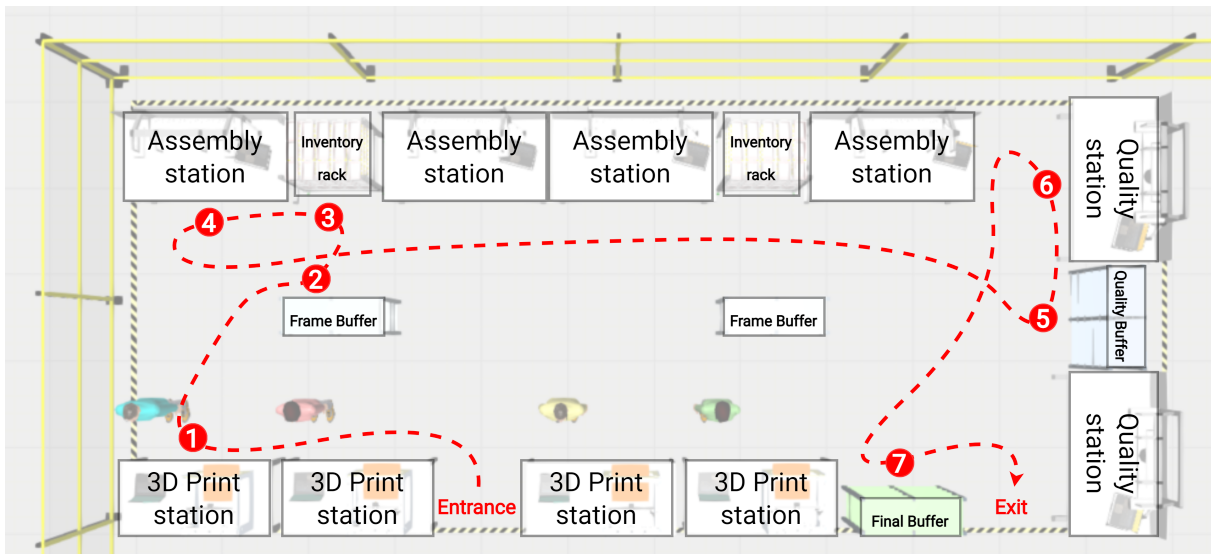 Assembly
station
Inventory
rack
Assembly
station
Assembly
station
Inventory
rack
Assembly
station
Quality
station
4
3
6
2
Frame Buffer
Frame Buffer
5
Quality Buffer
1
3D Print
station
3D Print
station
Entrance
3D Print
station
3D Print
station
7
Final Buffer
Exit
Quality
station